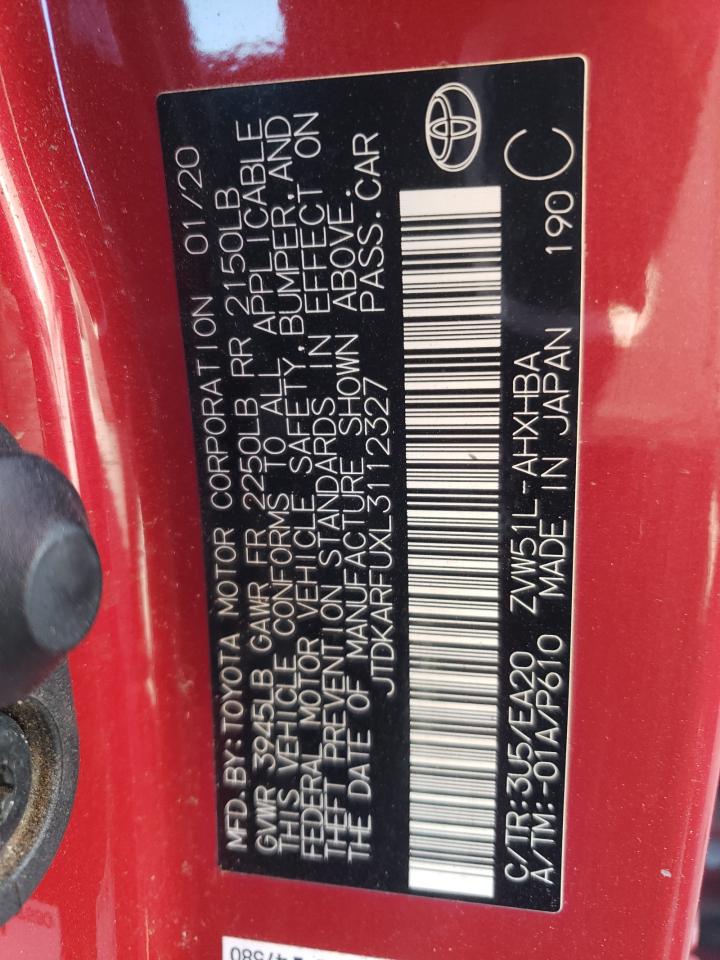 MFD. BY: TOYOTA MOTOR CORPORATION 01/20
GVWR 3945LB GAWR FR 2250LB RR 2150LB
THIS VEHICLE CONFORMS TO ALL APPLICABLE
FEDERAL MOTOR VEHICLE SAFETY, BUMPER, AND
THEFT PREVENTION STANDARDS IN EFFECT ON
THE DATE OF MANUFACTURE SHOWN ABOVE.
JTDKARFUXL3112327 PASS. CAR
C/TR:3U5/EA20 ZVW51L-AHXHBA
A/TM:-01A/P610 MADE IN JAPAN 190 C